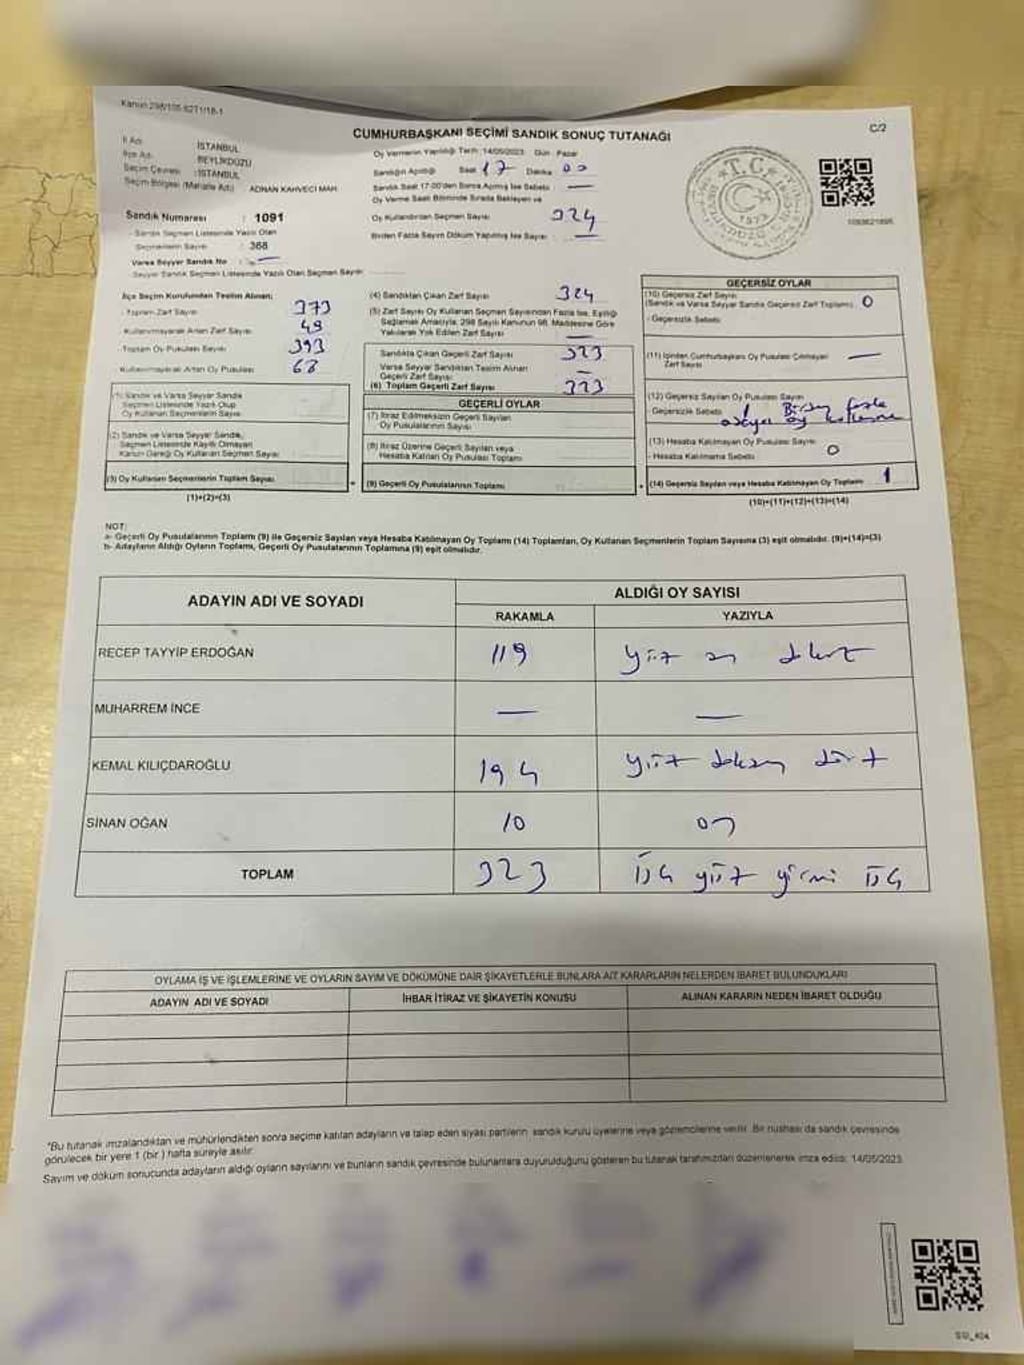 Kanun 298/105 6271/18-1
C/2
CUMHURBAŞKANI SEÇİMİ SANDIK SONUÇ TUTANAĞI
İl Adı : İSTANBUL
İlçe Adı : BEYLİKDÜZÜ
Seçim Çevresi : İSTANBUL
Seçim Bölgesi (Mahalle Adı) ADNAN KAHVECİ MAH.
Sandık Numarası : 1091
- Sandık Seçmen Listesinde Yazılı Olan
Seçmenlerin Sayısı : 368
Varsa Seyyar Sandık No : —
- Seyyar Sandık Seçmen Listesinde Yazılı Olan Seçmen Sayısı
Oy Vermenin Yapıldığı Tarih: 14/05/2023 Gün : Pazar
Sandığın Açıldığı Saat 17 Dakika 00
Sandık Saat 17:00'den Sonra Açılmış İse Sebebi —
Oy Verme Saati Bitiminde Sırada Bekleyen ve
Oy Kullandırılan Seçmen Sayısı 324
Birden Fazla Sayım Döküm Yapılmış İse Sayısı —
T.C.
1093621895
İlçe Seçim Kurulundan Teslim Alınan;
- Toplam Zarf Sayısı 373
- Kullanılmayarak Artan Zarf Sayısı 49
- Toplam Oy Pusulası Sayısı 393
- Kullanılmayarak Artan Oy Pusulası 68
(1) Sandık ve Varsa Seyyar Sandık
Seçmen Listesinde Yazılı Olup
Oy Kullanan Seçmenlerin Sayısı
(2) Sandık ve Varsa Seyyar Sandık,
Seçmen Listesinde Kayıtlı Olmayan
Kanun Gereği Oy Kullanan Seçmen Sayısı
(3) Oy Kullanan Seçmenlerin Toplam Sayısı
(1)+(2)=(3)
(4) Sandıktan Çıkan Zarf Sayısı 324
(5) Zarf Sayısı Oy Kullanan Seçmen Sayısından Fazla İse, Eşitliği
Sağlamak Amacıyla, 298 Sayılı Kanunun 98. Maddesine Göre
Yakılarak Yok Edilen Zarf Sayısı —
Sandıkta Çıkan Geçerli Zarf Sayısı 323
Varsa Seyyar Sandıktan Teslim Alınan
Geçerli Zarf Sayısı —
(6) Toplam Geçerli Zarf Sayısı 323
GEÇERLİ OYLAR
(7) İtiraz Edilmeksizin Geçerli Sayılan
Oy Pusulalarının Sayısı
(8) İtiraz Üzerine Geçerli Sayılan veya
Hesaba Katılan Oy Pusulası Toplamı
(9) Geçerli Oy Pusulalarının Toplamı
GEÇERSİZ OYLAR
(10) Geçersiz Zarf Sayısı
(Sandık ve Varsa Seyyar Sandık Geçersiz Zarf Toplamı) 0
- Geçersizlik Sebebi:
(11) İçinden Cumhurbaşkanı Oy Pusulası Çıkmayan
Zarf Sayısı —
(12) Geçersiz Sayılan Oy Pusulası Sayısı
- Geçersizlik Sebebi 1 Birden fazla
adaya oy kullanma
(13) Hesaba Katılmayan Oy Pusulası Sayısı
- Hesaba Katılmama Sebebi 0
(14) Geçersiz Sayılan veya Hesaba Katılmayan Oy Toplamı 1
(10)+(11)+(12)+(13)=(14)
NOT:
a- Geçerli Oy Pusulalarının Toplamı (9) ile Geçersiz Sayılan veya Hesaba Katılmayan Oy Toplamı (14) Toplamları, Oy Kullanan Seçmenlerin Toplam Sayısına (3) eşit olmalıdır. (9)+(14)=(3)
b- Adayların Aldığı Oyların Toplamı, Geçerli Oy Pusulalarının Toplamına (9) eşit olmalıdır.
ADAYIN ADI VE SOYADI
ALDIĞI OY SAYISI
RAKAMLA YAZIYLA
RECEP TAYYİP ERDOĞAN 119 yüz on dokuz
MUHARREM İNCE — —
KEMAL KILIÇDAROĞLU 194 yüz doksan dört
SİNAN OĞAN 10 on
TOPLAM 323 üç yüz yirmi üç
OYLAMA İŞ VE İŞLEMLERİNE VE OYLARIN SAYIM VE DÖKÜMÜNE DAİR ŞİKAYETLERLE BUNLARA AİT KARARLARIN NELERDEN İBARET BULUNDUKLARI
ADAYIN ADI VE SOYADI İHBAR İTİRAZ VE ŞİKAYETİN KONUSU ALINAN KARARIN NEDEN İBARET OLDUĞU
*Bu tutanak imzalandıktan ve mühürlendikten sonra seçime katılan adayların ve talep eden siyasi partilerin sandık kurulu üyelerine veya gözlemcilerine verilir. Bir nüshası da sandık çevresinde
görülecek bir yere 1 (bir ) hafta süreyle asılır.
Sayım ve döküm sonucunda adayların aldığı oyların sayılarını ve bunların sandık çevresinde bulunanlara duyurulduğunu gösteren bu tutanak tarafımızdan düzenlenerek imza edildi. 14/05/2023